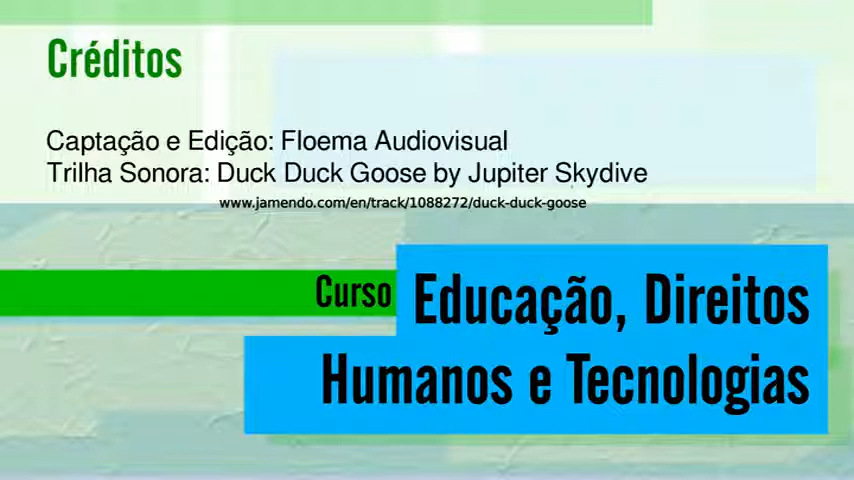 Créditos
Captação e Edição: Floema Audiovisual
Trilha Sonora: Duck Duck Goose by Jupiter Skydive
www.jamendo.com/en/track/1088272/duck-duck-goose
Curso Educação, Direitos
Humanos e Tecnologias